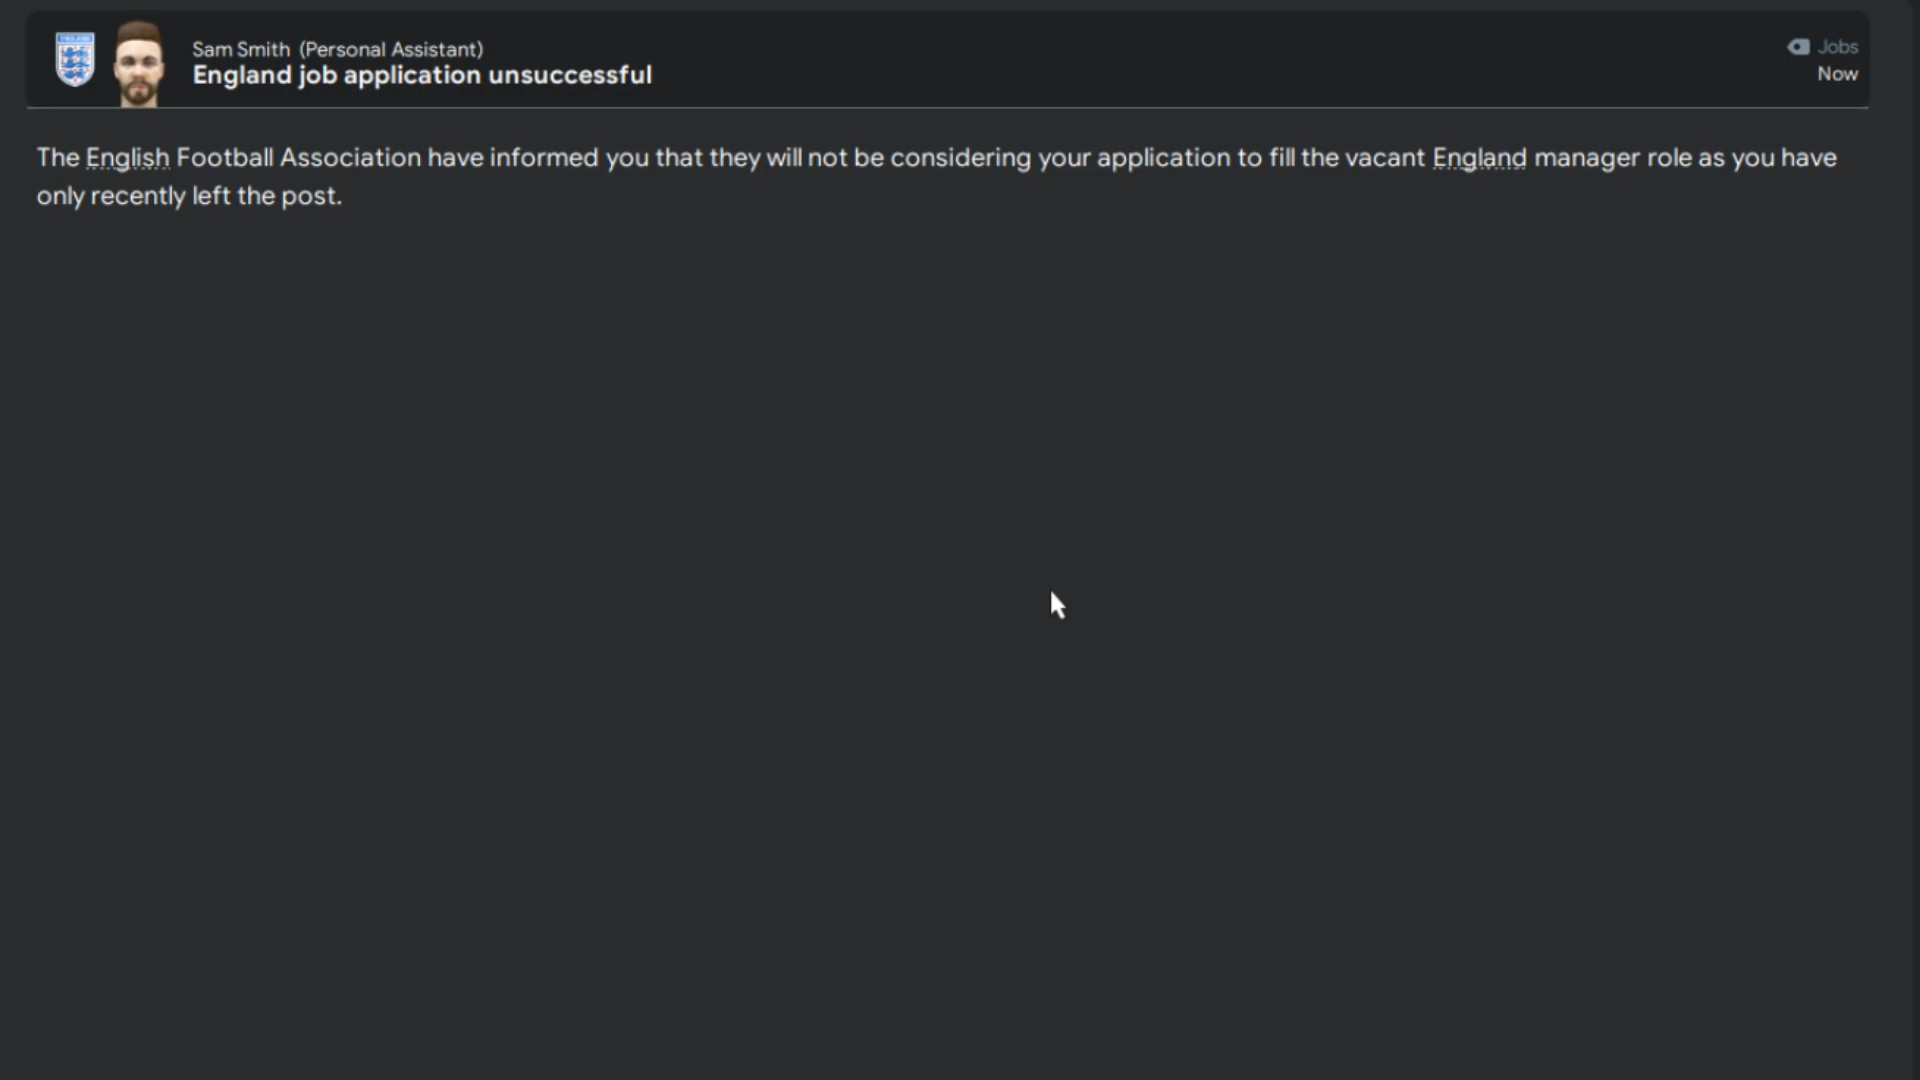 Sam Smith (Personal Assistant)
England job application unsuccessful
Jobs
Now
The English Football Association have informed you that they will not be considering your application to fill the vacant England manager role as you have
only recently left the post.